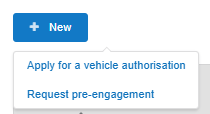 New
Apply for a vehicle authorisation
Request pre-engagement